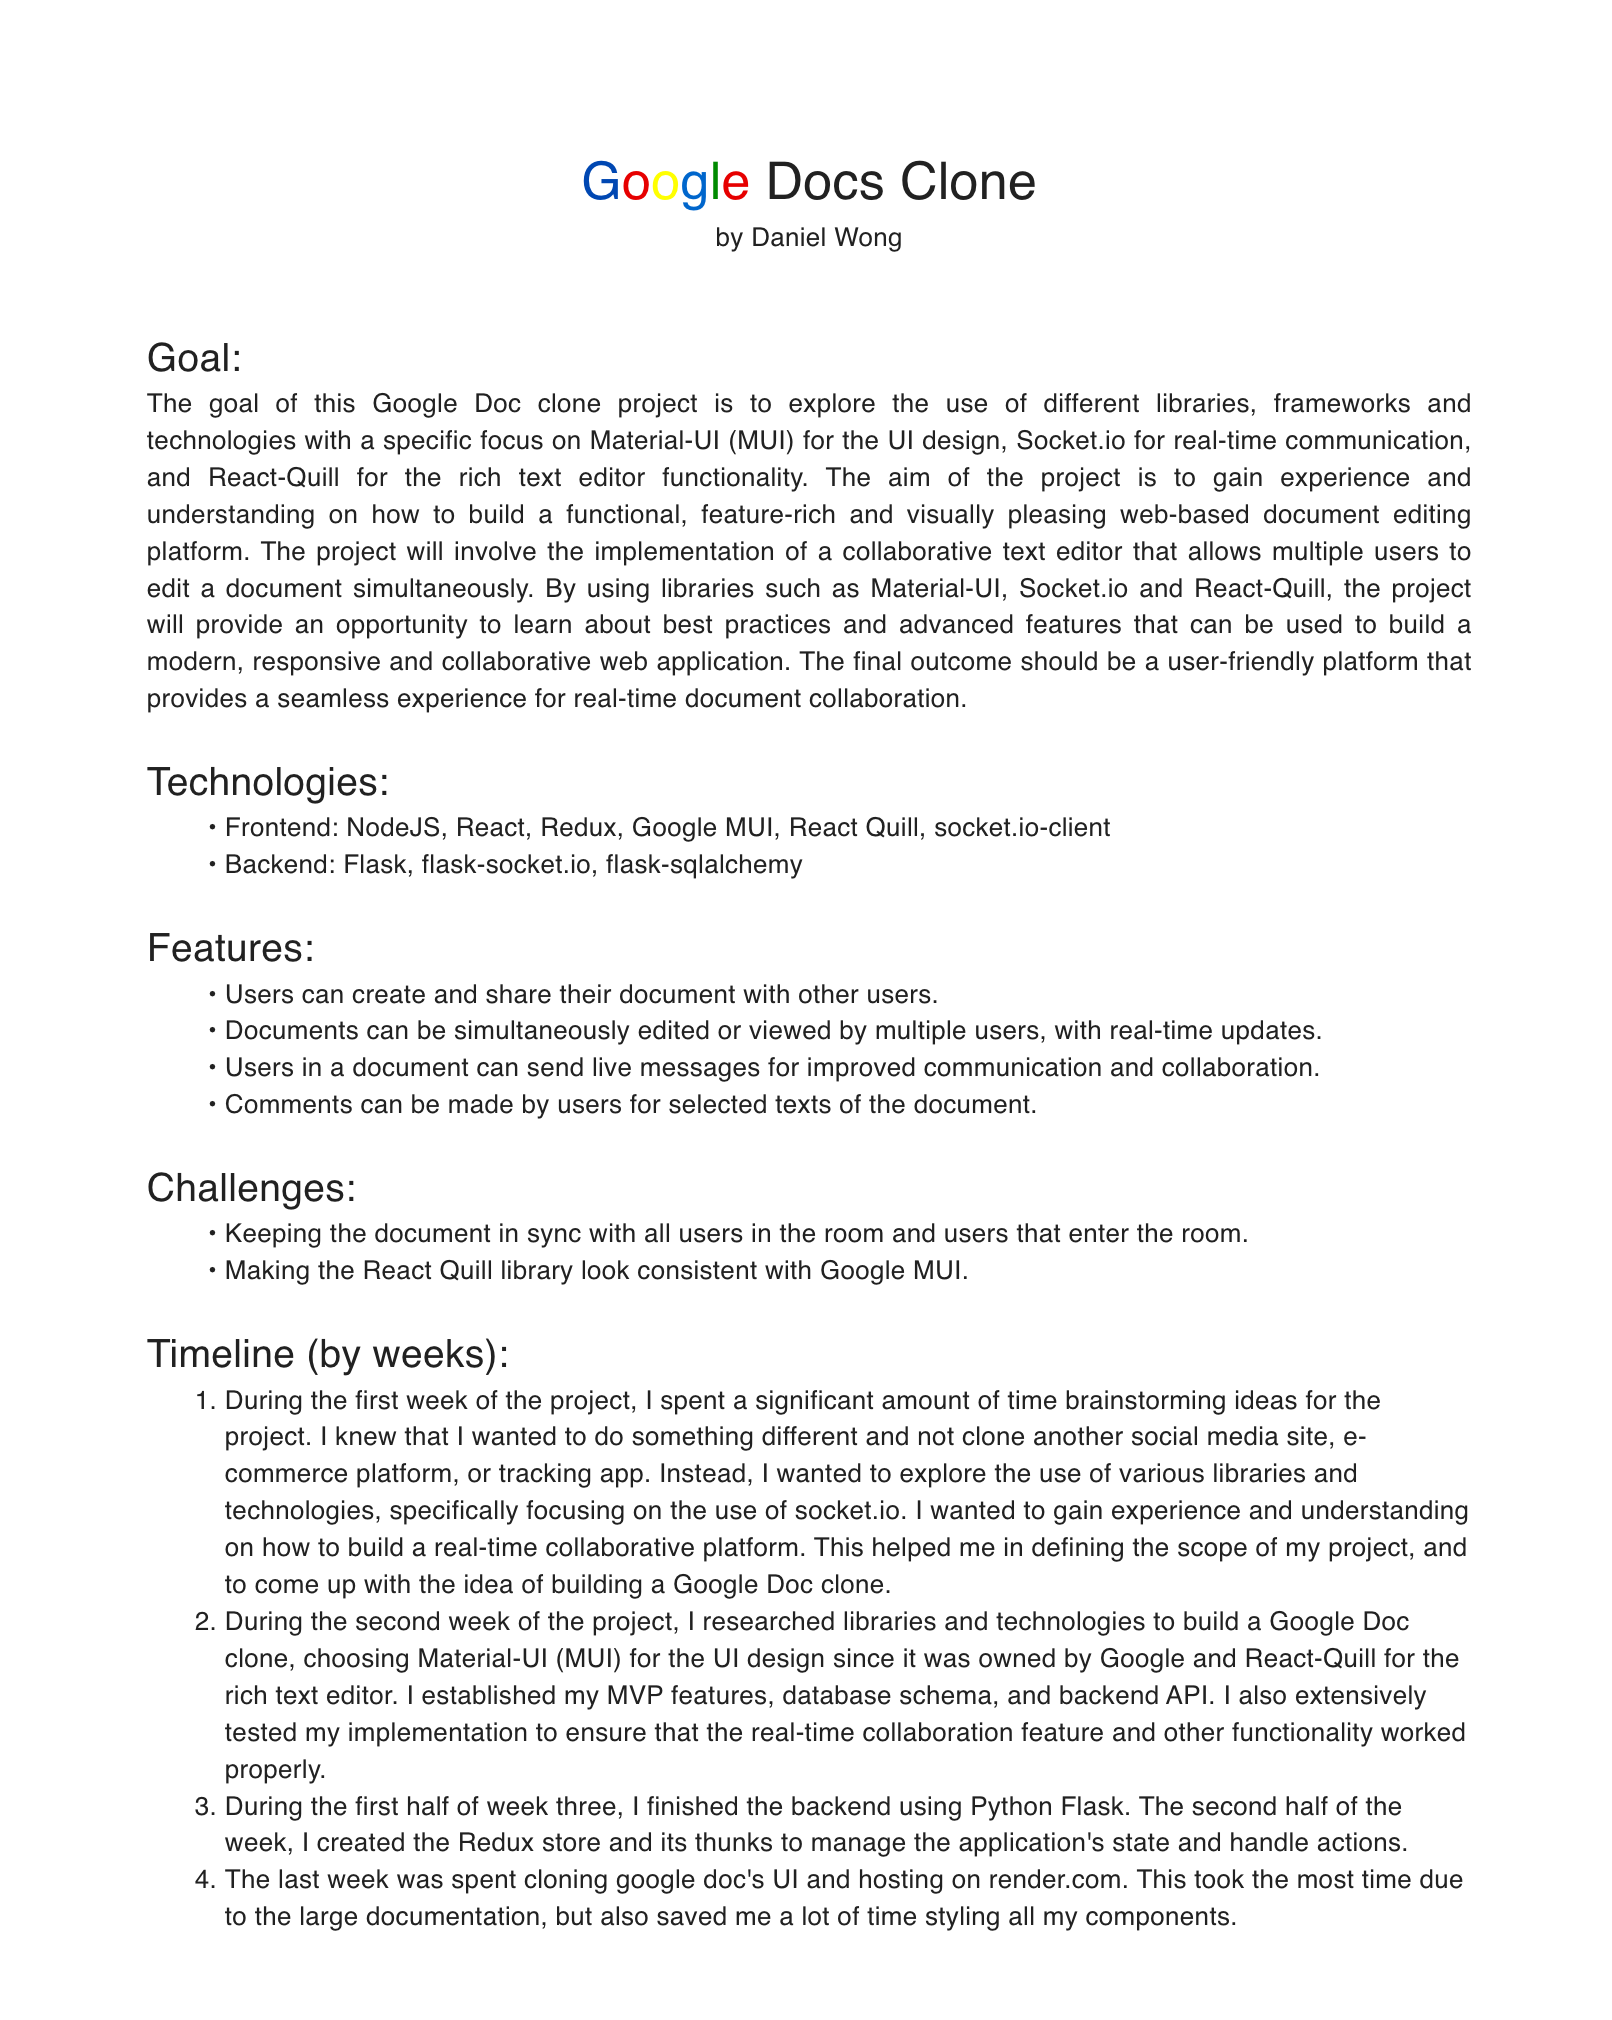 Google Docs Clone
by Daniel Wong
Goal:
The goal of this Google Doc clone project is to explore the use of different libraries, frameworks and
technologies with a specific focus on Material-UI (MUI) for the UI design, Socket.io for real-time communication,
and React-Quill for the rich text editor functionality. The aim of the project is to gain experience and
understanding on how to build a functional, feature-rich and visually pleasing web-based document editing
platform. The project will involve the implementation of a collaborative text editor that allows multiple users to
edit a document simultaneously. By using libraries such as Material-UI, Socket.io and React-Quill, the project
will provide an opportunity to learn about best practices and advanced features that can be used to build a
modern, responsive and collaborative web application. The final outcome should be a user-friendly platform that
provides a seamless experience for real-time document collaboration.
Technologies:
• Frontend: NodeJS, React, Redux, Google MUI, React Quill, socket.io-client
• Backend: Flask, flask-socket.io, flask-sqlalchemy
Features:
• Users can create and share their document with other users.
• Documents can be simultaneously edited or viewed by multiple users, with real-time updates.
• Users in a document can send live messages for improved communication and collaboration.
• Comments can be made by users for selected texts of the document.
Challenges:
• Keeping the document in sync with all users in the room and users that enter the room.
• Making the React Quill library look consistent with Google MUI.
Timeline (by weeks):
1. During the first week of the project, I spent a significant amount of time brainstorming ideas for the
project. I knew that I wanted to do something different and not clone another social media site, e-
commerce platform, or tracking app. Instead, I wanted to explore the use of various libraries and
technologies, specifically focusing on the use of socket.io. I wanted to gain experience and understanding
on how to build a real-time collaborative platform. This helped me in defining the scope of my project, and
to come up with the idea of building a Google Doc clone.
2. During the second week of the project, I researched libraries and technologies to build a Google Doc
clone, choosing Material-UI (MUI) for the UI design since it was owned by Google and React-Quill for the
rich text editor. I established my MVP features, database schema, and backend API. I also extensively
tested my implementation to ensure that the real-time collaboration feature and other functionality worked
properly.
3. During the first half of week three, I finished the backend using Python Flask. The second half of the
week, I created the Redux store and its thunks to manage the application's state and handle actions.
4. The last week was spent cloning google doc's UI and hosting on render.com. This took the most time due
to the large documentation, but also saved me a lot of time styling all my components.